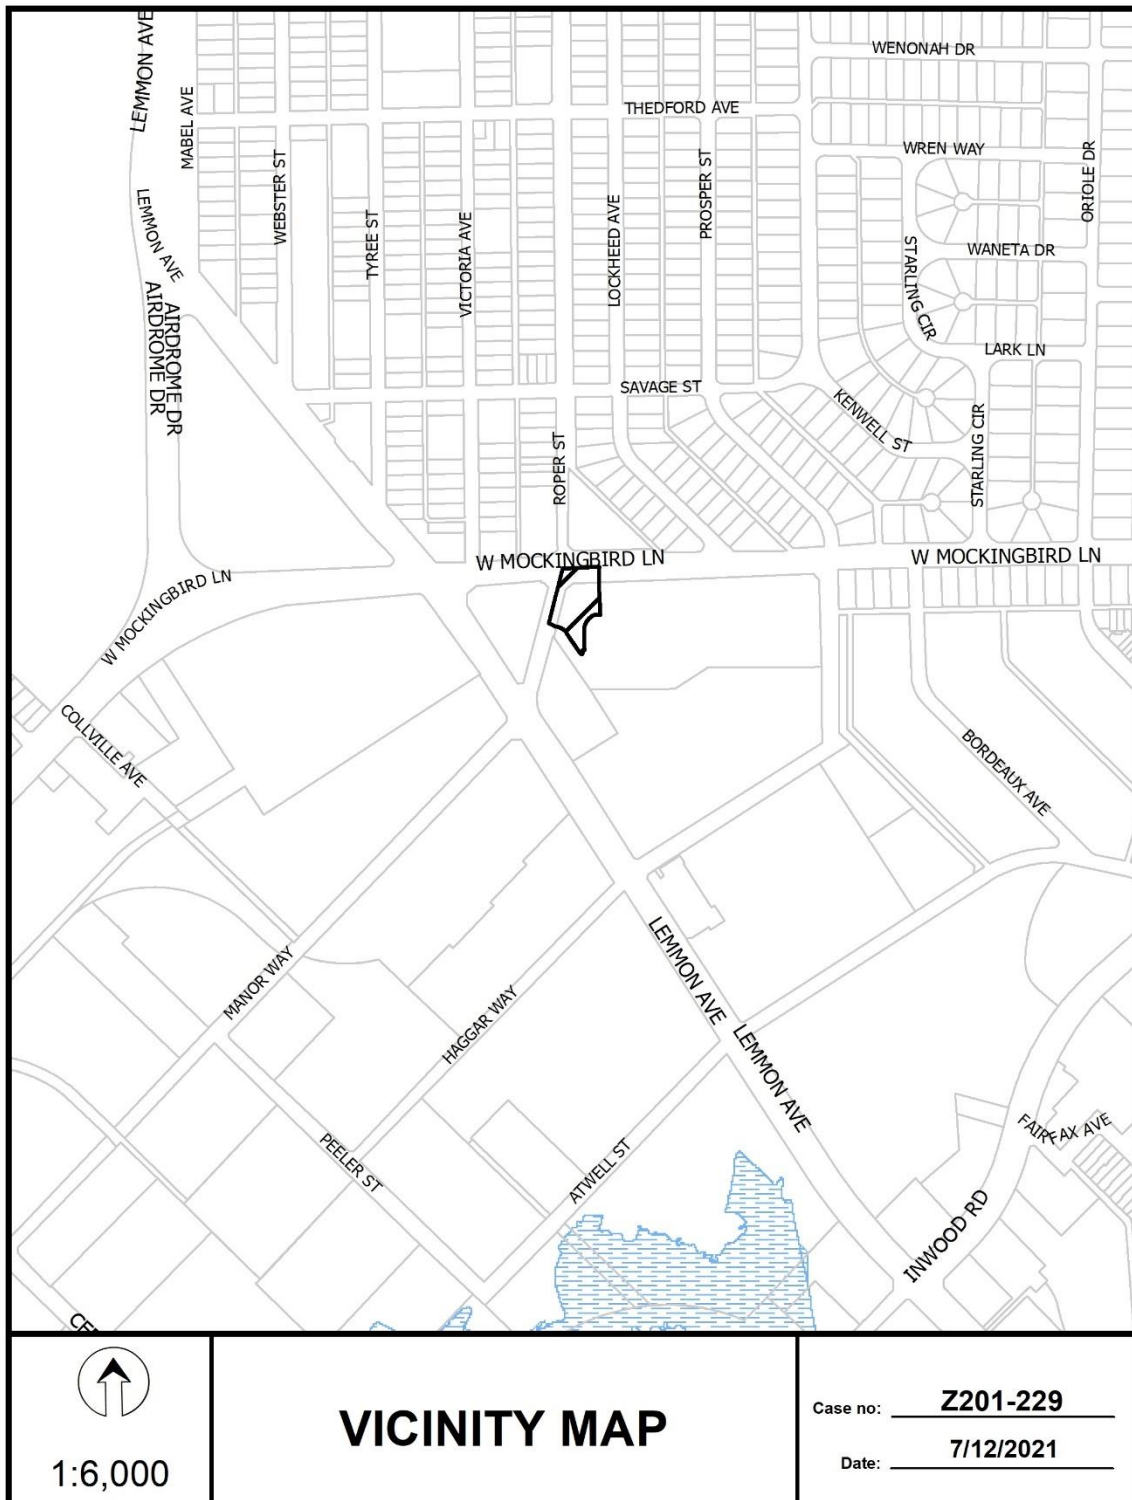 LEMMON AVE
WENONAH DR
THEDFORD AVE
MABEL AVE
WREN WAY
ORIOLE DR
WEBSTER ST
PROSPER ST
LOCKHEED AVE
TYREE ST
VICTORIA AVE
LEMMON AVE
WANETA DR
STARLING CIR
AIRDROME DR
AIRDROME DR
LARK LN
SAVAGE ST
KENWELL ST
STARLING CIR
ROPER ST
W MOCKINGBIRD LN
W MOCKINGBIRD LN
W MOCKINGBIRD LN
COLLVILLE AVE
BORDEAUX AVE
MANOR WAY
HAGGAR WAY
LEMMON AVE
LEMMON AVE
FAIRFAX AVE
PEELER ST
ATWELL ST
INWOOD RD
1:6,000
VICINITY MAP
Case no: Z201-229
Date: 7/12/2021